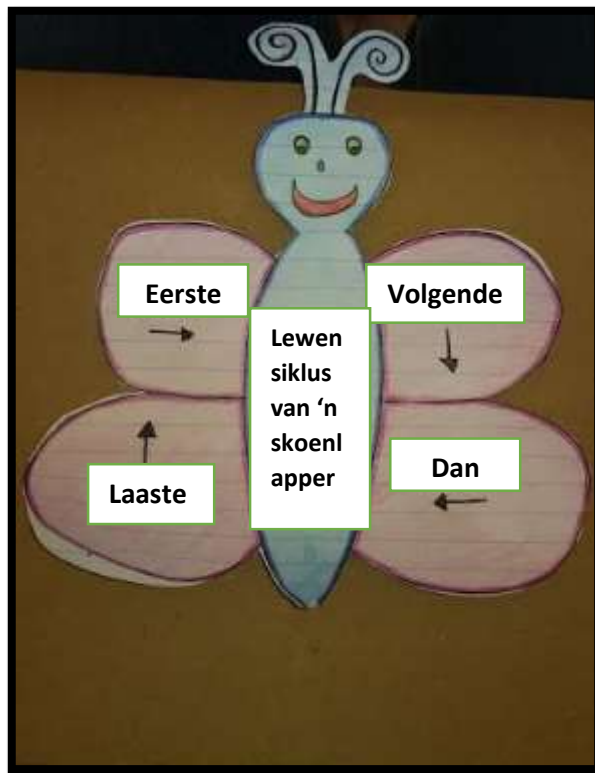 Eerste
Volgende
Lewen
siklus
van ‘n
skoenl
apper
Dan
Laaste